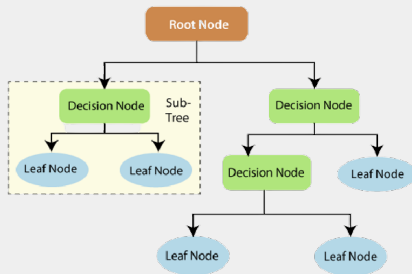 Root Node
Decision Node
Sub-
Tree
Decision Node
Leaf Node
Leaf Node
Decision Node
Leaf Node
Leaf Node
Leaf Node